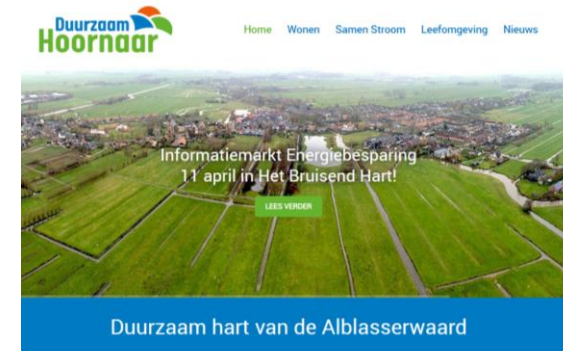 Duurzaam
Hoornaar
Home Wonen Samen Stroom Leefomgeving Nieuws
Informatiemarkt Energiebesparing
11 april in Het Bruisend Hart!
LEES VERDER
Duurzaam hart van de Alblasserwaard